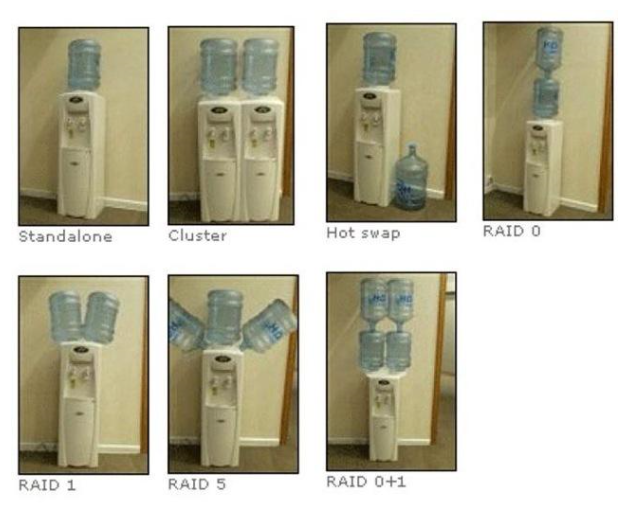 Standalone
Cluster
Hot swap
RAID 0
RAID 1
RAID 5
RAID 0+1